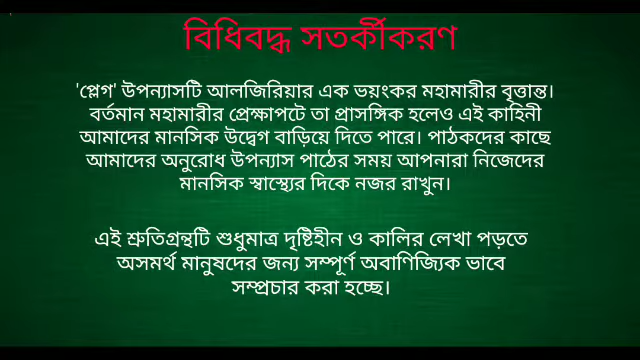 বিধিবদ্ধ সতর্কীকরণ
'প্লেগ' উপন্যাসটি আলজিরিয়ার এক ভয়ংকর মহামারীর বৃত্তান্ত।
বর্তমান মহামারীর প্রেক্ষাপটে তা প্রাসঙ্গিক হলেও এই কাহিনী
আমাদের মানসিক উদ্বেগ বাড়িয়ে দিতে পারে। পাঠকদের কাছে
আমাদের অনুরোধ উপন্যাস পাঠের সময় আপনারা নিজেদের
মানসিক স্বাস্থ্যের দিকে নজর রাখুন।
এই শ্রুতিগ্রন্থটি শুধুমাত্র দৃষ্টিহীন ও কালির লেখা পড়তে
অসমর্থ মানুষদের জন্য সম্পূর্ণ অবাণিজ্যিক ভাবে
সম্প্রচার করা হচ্ছে।